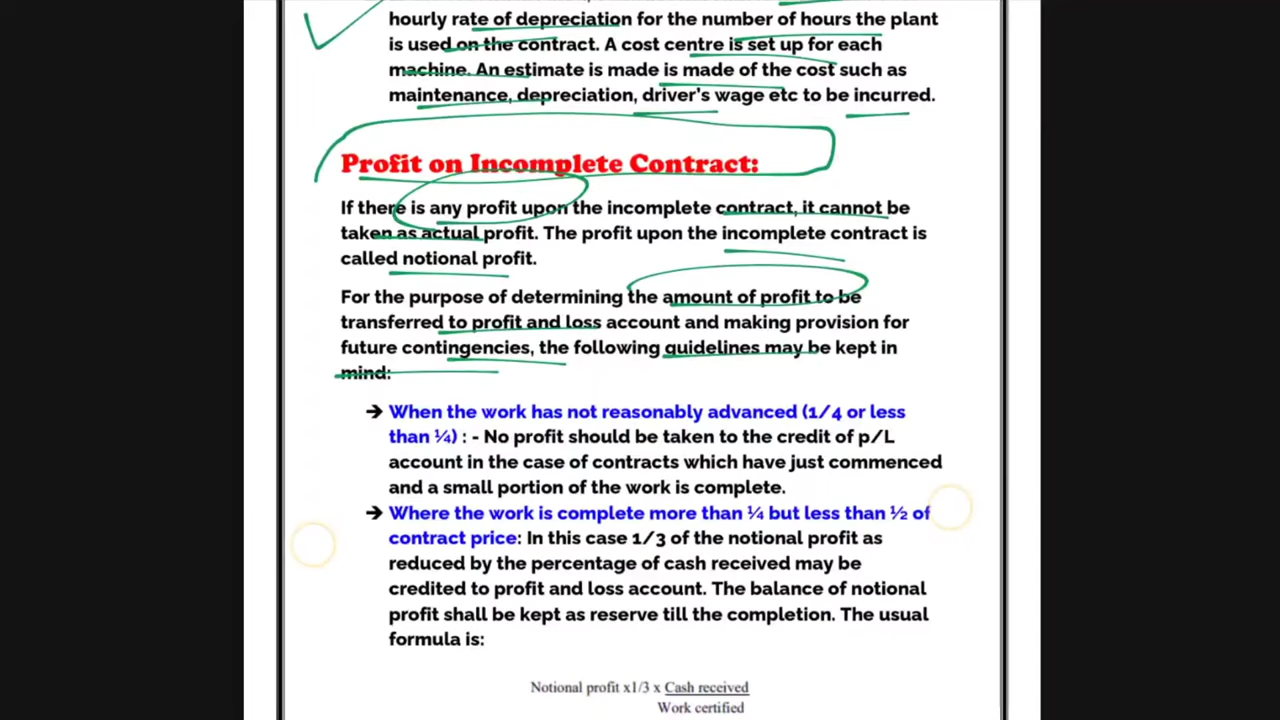 hourly rate of depreciation for the number of hours the plant
is used on the contract. A cost centre is set up for each
machine. An estimate is made is made of the cost such as
maintenance, depreciation, driver's wage etc to be incurred.
Profit on Incomplete Contract:
If there is any profit upon the incomplete contract, it cannot be
taken as actual profit. The profit upon the incomplete contract is
called notional profit.
For the purpose of determining the amount of profit to be
transferred to profit and loss account and making provision for
future contingencies, the following guidelines may be kept in
mind:
→ When the work has not reasonably advanced (1/4 or less
than ¼) : - No profit should be taken to the credit of p/L
account in the case of contracts which have just commenced
and a small portion of the work is complete.
→ Where the work is complete more than ¼ but less than ½ of
contract price: In this case 1/3 of the notional profit as
reduced by the percentage of cash received may be
credited to profit and loss account. The balance of notional
profit shall be kept as reserve till the completion. The usual
formula is:
Notional profit x1/3 x Cash received
Work certified